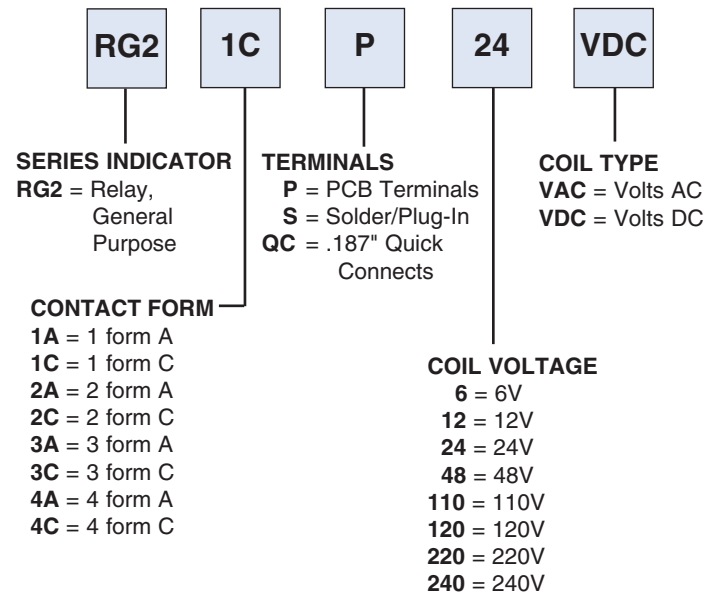 RG2 1C P 24 VDC
SERIES INDICATOR
RG2 = Relay,
General
Purpose
TERMINALS
P = PCB Terminals
S = Solder/Plug-In
QC = .187" Quick
Connects
COIL TYPE
VAC = Volts AC
VDC = Volts DC
CONTACT FORM
1A = 1 form A
1C = 1 form C
2A = 2 form A
2C = 2 form C
3A = 3 form A
3C = 3 form C
4A = 4 form A
4C = 4 form C
COIL VOLTAGE
6 = 6V
12 = 12V
24 = 24V
48 = 48V
110 = 110V
120 = 120V
220 = 220V
240 = 240V